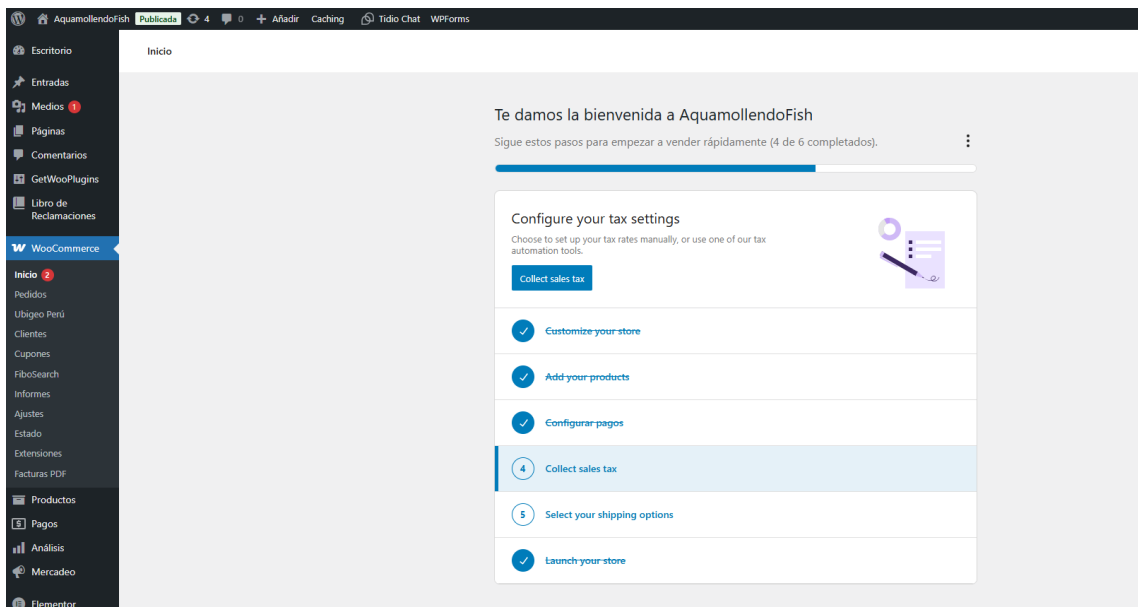 AquamollendoFish Publicada 4 0 + Añadir Caching Tidio Chat WPForms
Escritorio
Inicio
Entradas
Medios 1
Páginas
Comentarios
GetWooPlugins
Libro de
Reclamaciones
WooCommerce
Inicio 2
Pedidos
Ubigeo Perú
Clientes
Cupones
FiboSearch
Informes
Ajustes
Estado
Extensiones
Facturas PDF
Productos
Pagos
Análisis
Mercadeo
Elementor
Te damos la bienvenida a AquamollendoFish
Sigue estos pasos para empezar a vender rápidamente (4 de 6 completados).
Configure your tax settings
Choose to set up your tax rates manually, or use one of our tax
automation tools.
Collect sales tax
Customize your store
Add your products
Configurar pagos
4 Collect sales tax
5 Select your shipping options
Launch your store